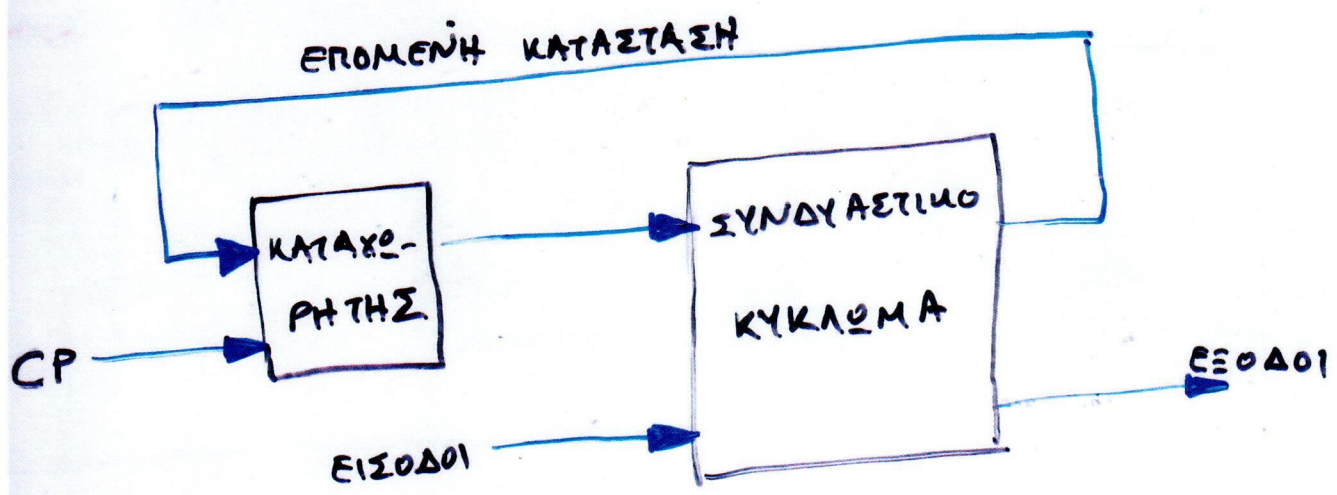 ΕΠΟΜΕΝΗ ΚΑΤΑΣΤΑΣΗ
ΚΑΤΑΧΩ-
ΡΗΤΗΣ
ΣΥΝΔΥΑΣΤΙΚΟ
ΚΥΚΛΩΜΑ
CP
ΕΙΣΟΔΟΙ
ΕΞΟΔΟΙ